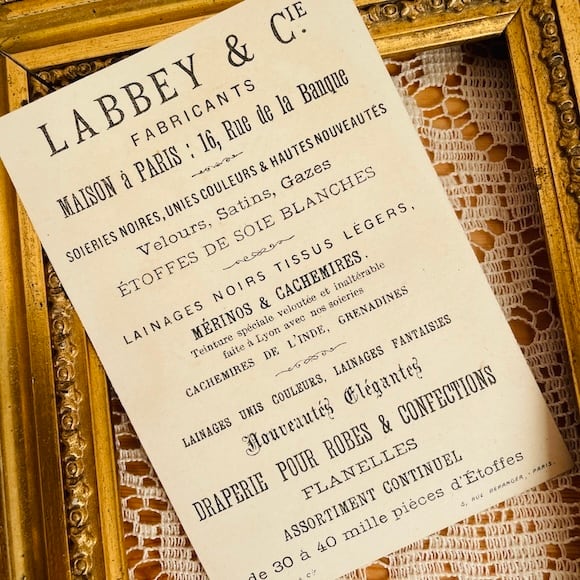 LABBEY & CIE.
FABRICANTS
MAISON à PARIS : 16, Rue de la Banque
SOIERIES NOIRES, UNIES COULEURS & HAUTES NOUVEAUTÉS
Velours, Satins, Gazes
ÉTOFFES DE SOIE BLANCHES
LAINAGES NOIRS TISSUS LÉGERS,
MÉRINOS & CACHEMIRES.
Teinture spéciale veloutée et inaltérable
faite à Lyon avec nos soieries
CACHEMIRES DE L'INDE, GRENADINES
LAINAGES UNIS COULEURS, LAINAGES FANTAISIES
Nouveautés Elégantes
DRAPERIE POUR ROBES & CONFECTIONS
FLANELLES
ASSORTIMENT CONTINUEL
de 30 à 40 mille pièces d'Étoffes
5, RUE BERANGER, PARIS.